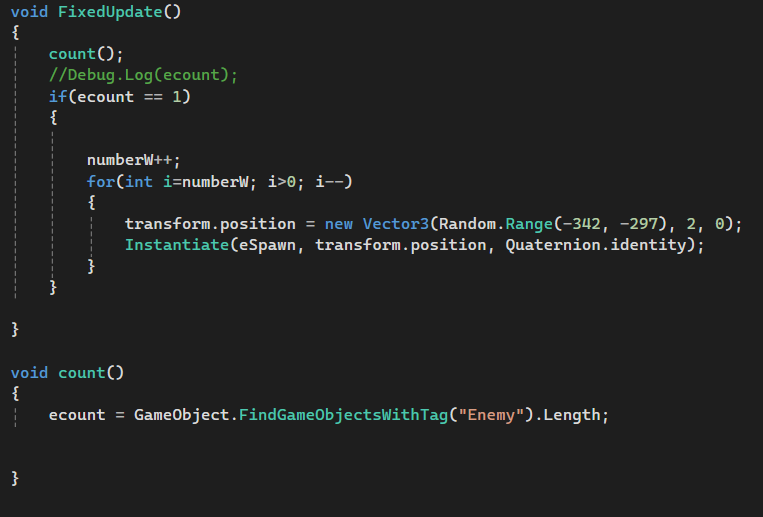 void FixedUpdate()
{
    count();
    //Debug.Log(ecount);
    if(ecount == 1)
    {
        numberW++;
        for(int i=numberW; i>0; i--)
        {
            transform.position = new Vector3(Random.Range(-342, -297), 2, 0);
            Instantiate(eSpawn, transform.position, Quaternion.identity);
        }
    }
}
void count()
{
    ecount = GameObject.FindGameObjectsWithTag("Enemy").Length;
}